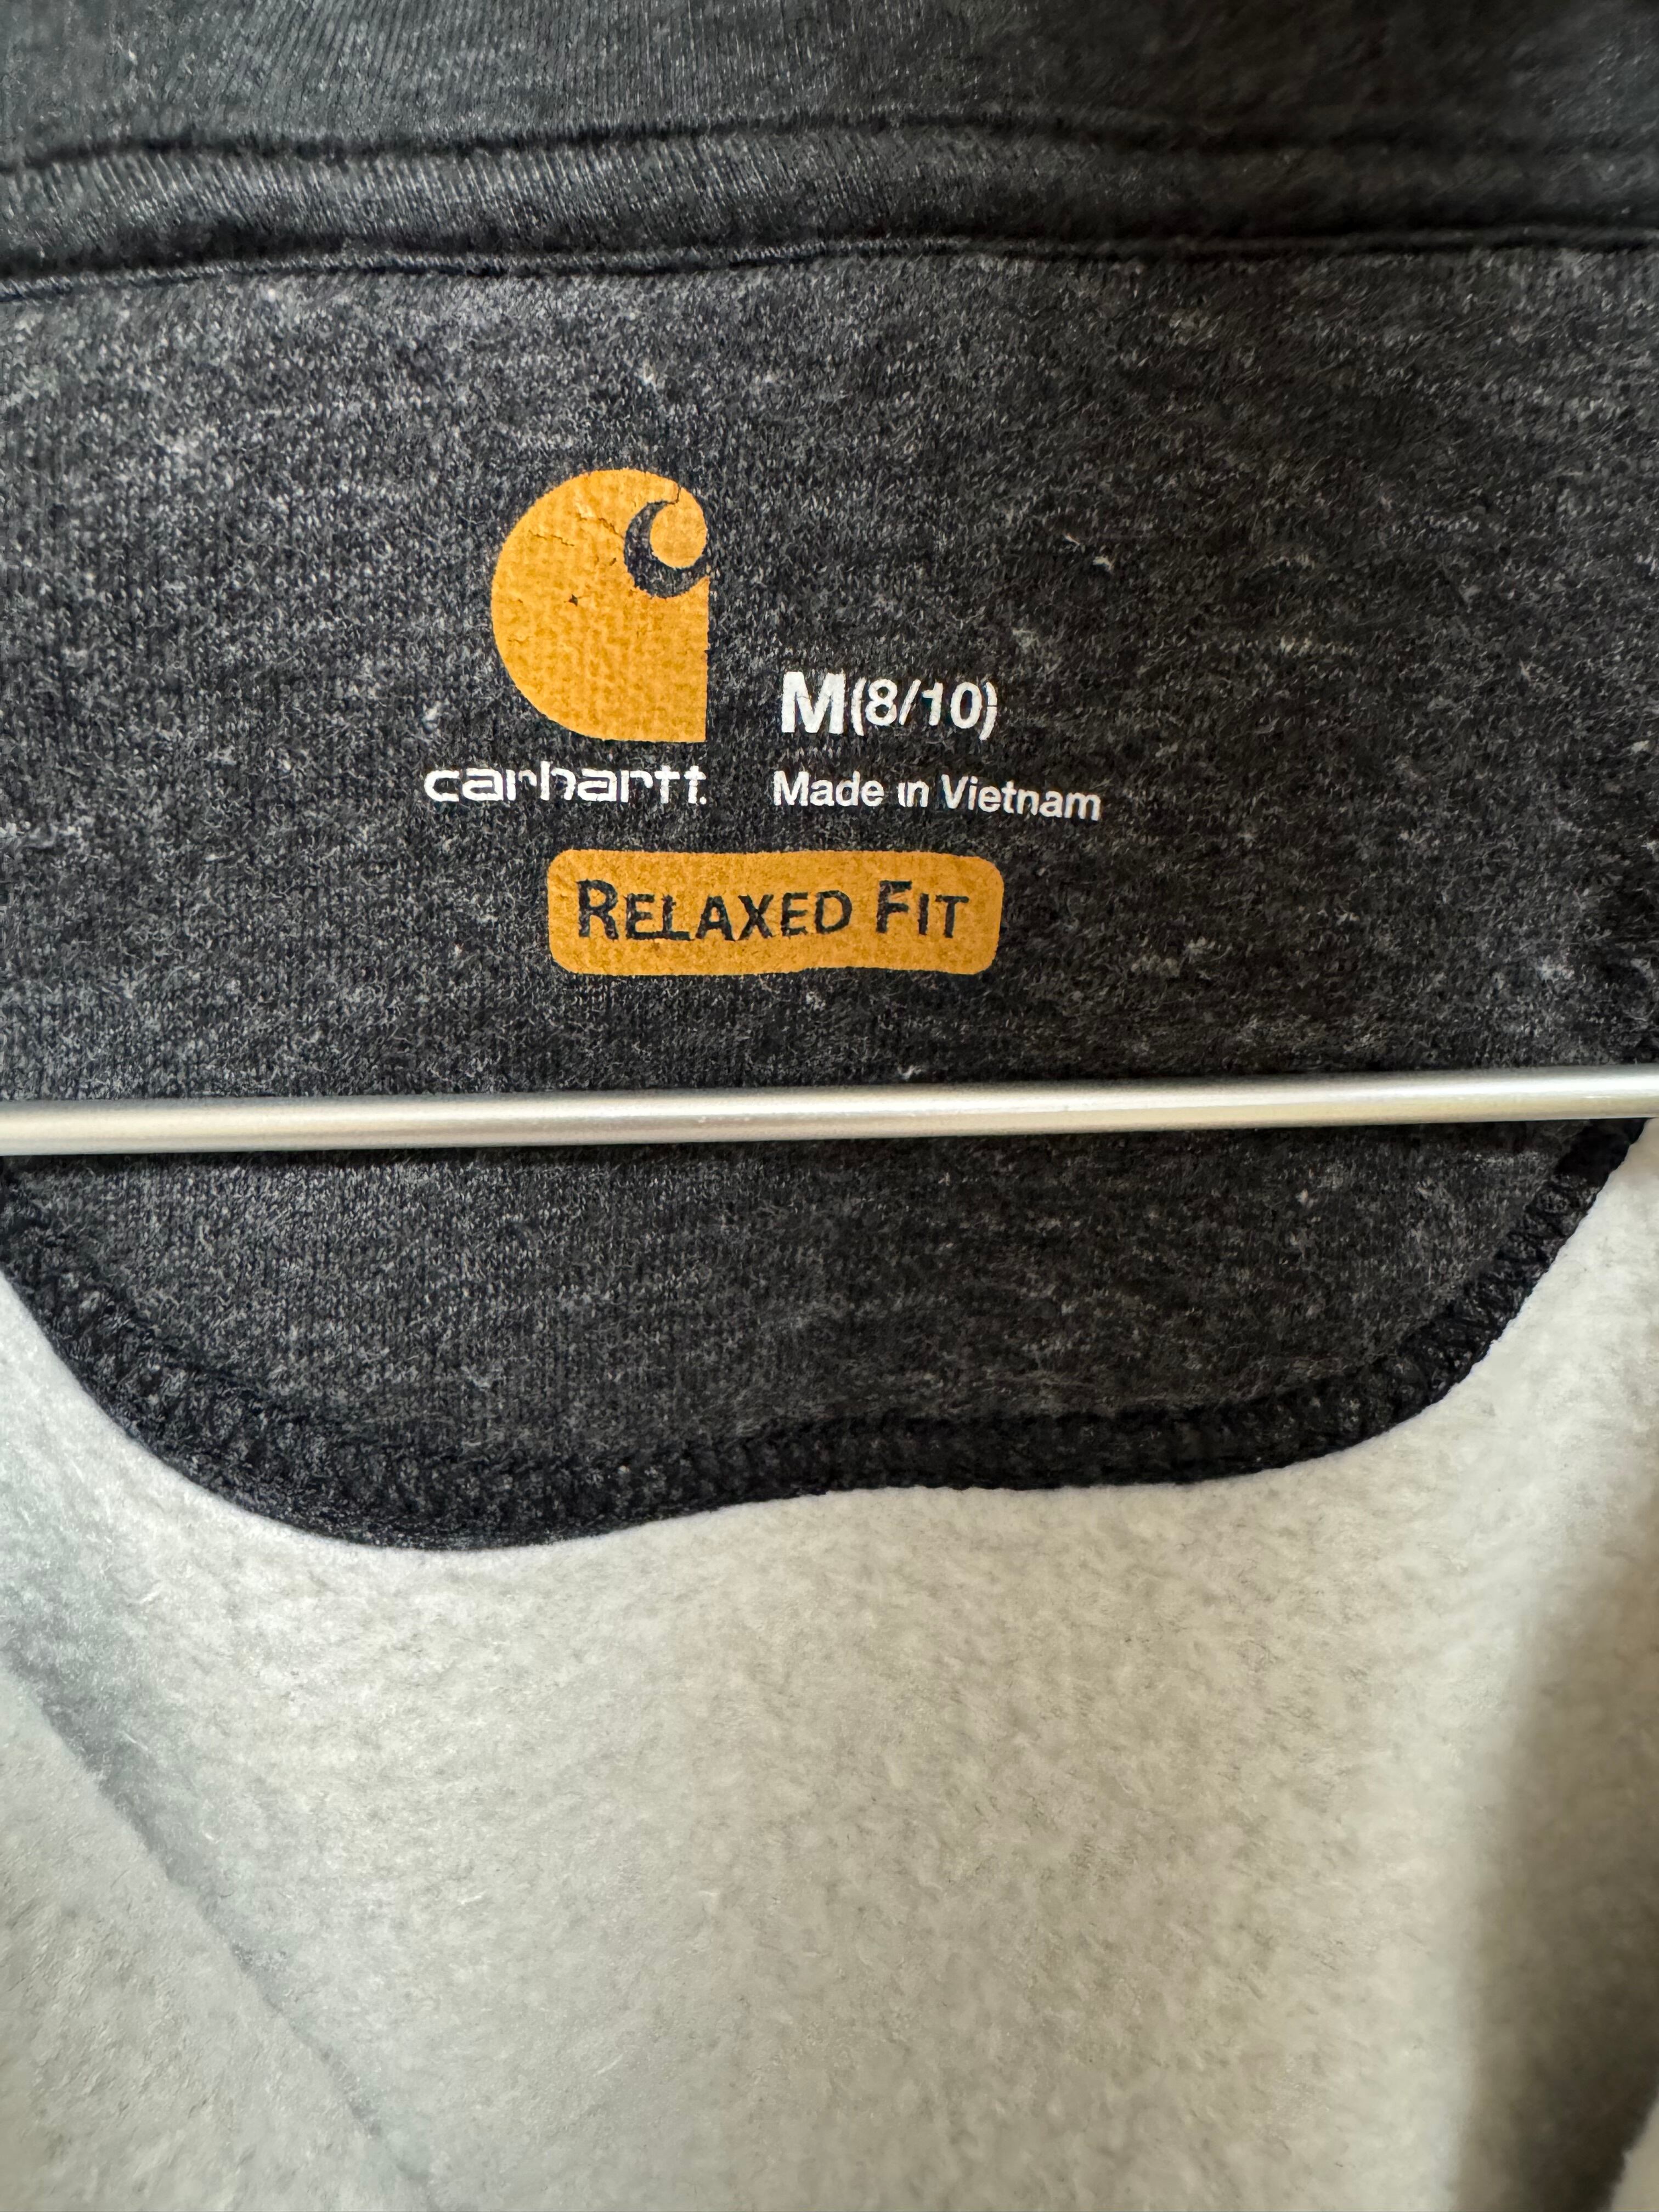 M(8/10)
carhartt.
Made in Vietnam
RELAXED FIT